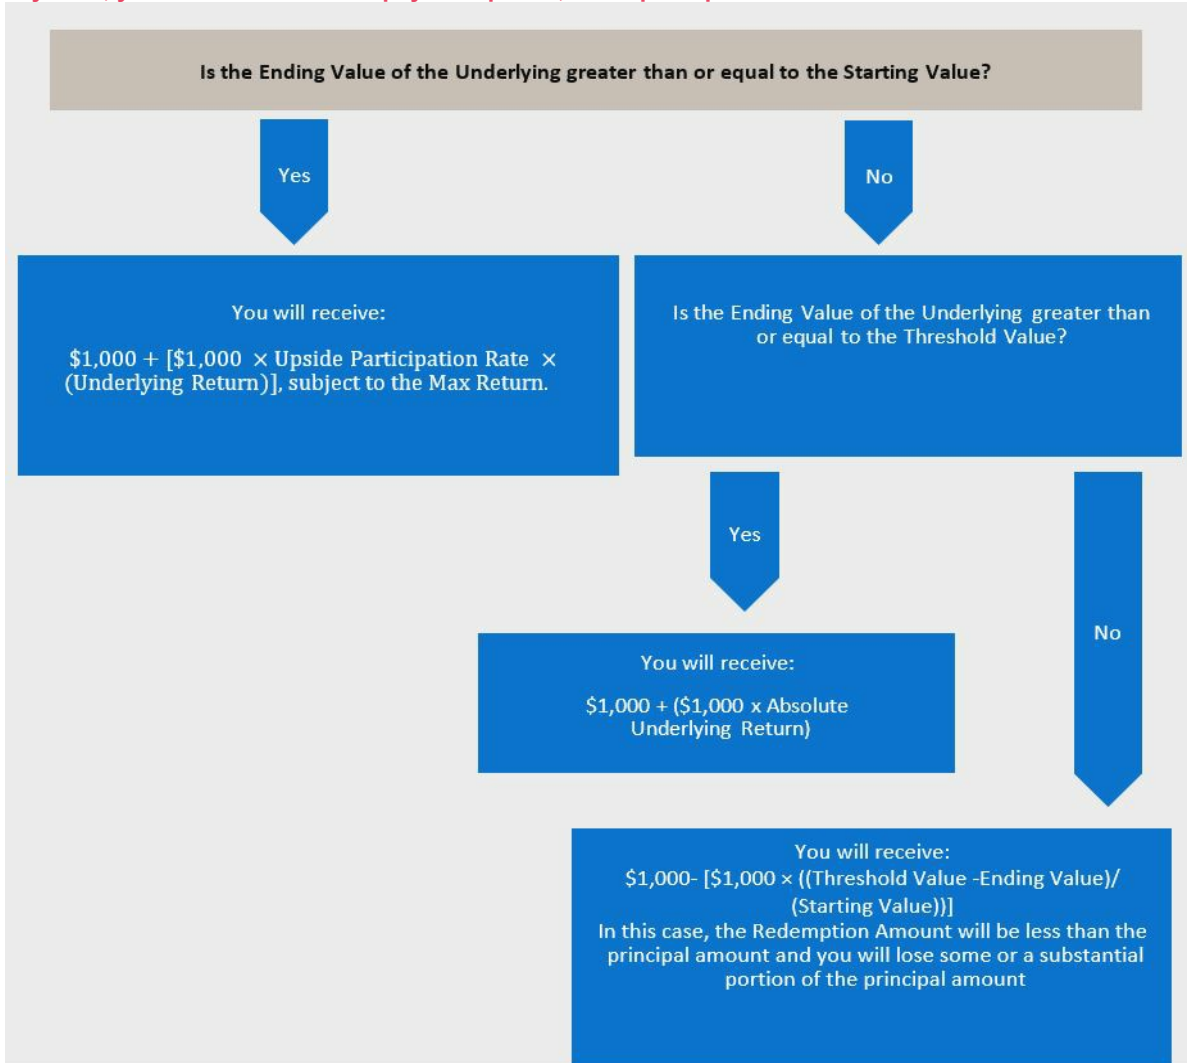 Is the Ending Value of the Underlying greater than or equal to the Starting Value?
Yes
No
You will receive:
$1,000 + [$1,000 × Upside Participation Rate ×
(Underlying Return)], subject to the Max Return.
Is the Ending Value of the Underlying greater than
or equal to the Threshold Value?
Yes
No
You will receive:
$1,000 + ($1,000 x Absolute
Underlying Return)
You will receive:
$1,000- [$1,000 × ((Threshold Value -Ending Value)/
(Starting Value))]
In this case, the Redemption Amount will be less than the
principal amount and you will lose some or a substantial
portion of the principal amount